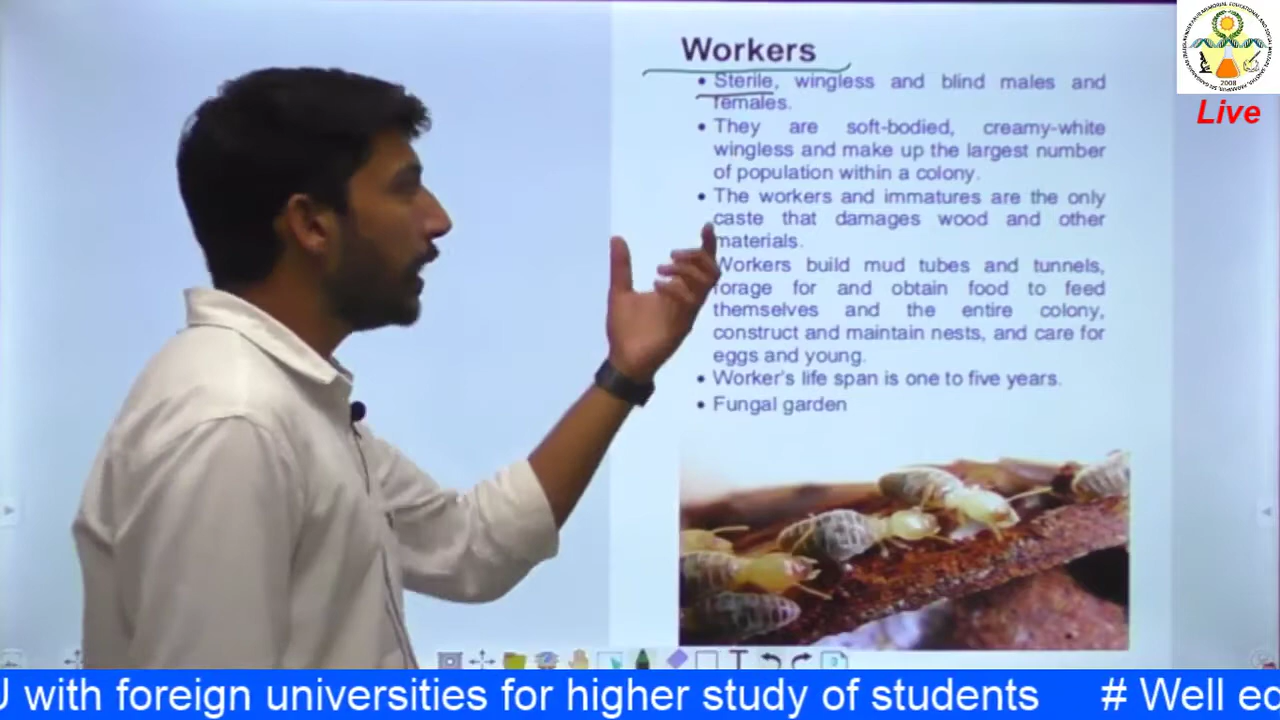 Workers
• Sterile, wingless and blind males and
females.
• They are soft-bodied, creamy-white
wingless and make up the largest number
of population within a colony.
• The workers and immatures are the only
caste that damages wood and other
materials.
Workers build mud tubes and tunnels,
forage for and obtain food to feed
themselves and the entire colony,
construct and maintain nests, and care for
eggs and young.
• Worker's life span is one to five years.
• Fungal garden
2008
Live
U with foreign universities for higher study of students # Well ed